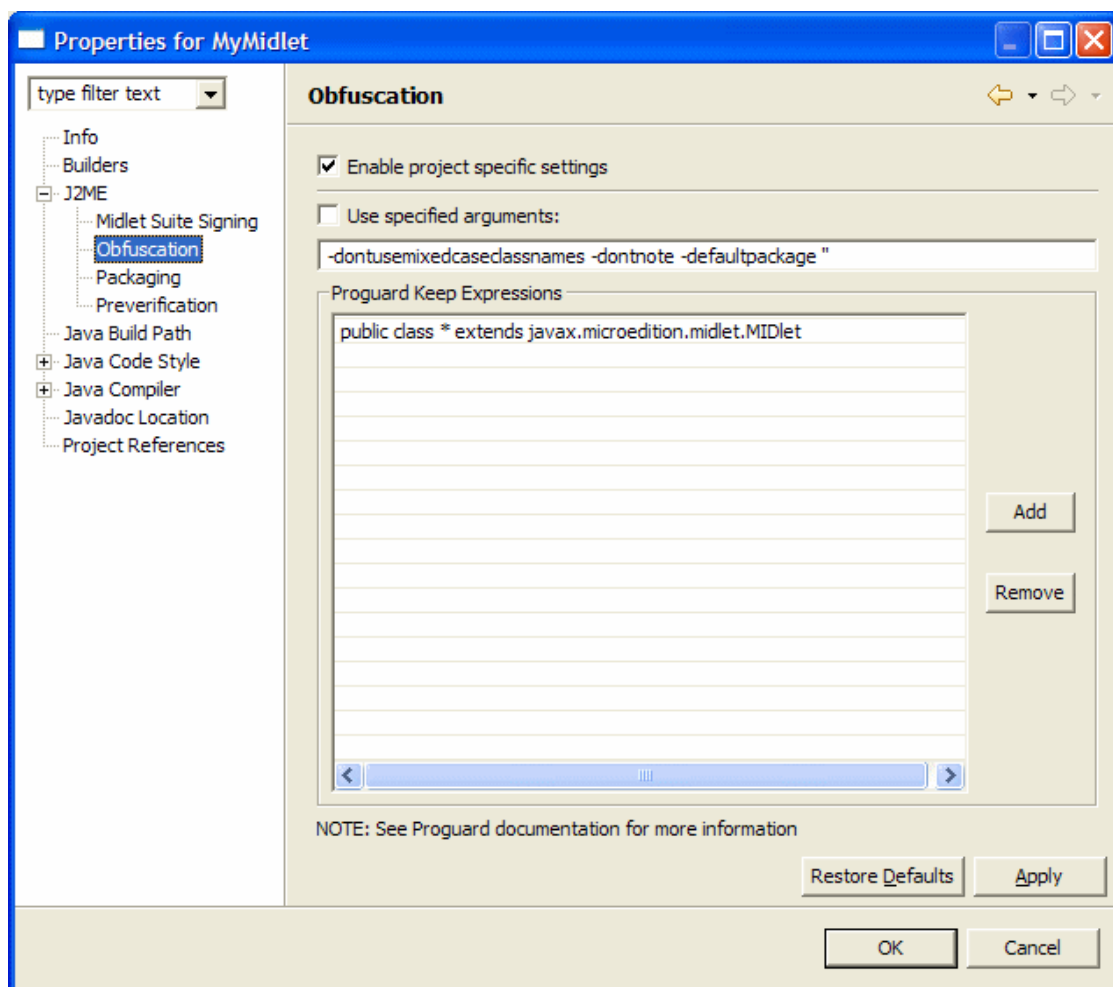 Properties for MyMidlet
type filter text
Info
Builders
J2ME
Midlet Suite Signing
Obfuscation
Packaging
Preverification
Java Build Path
Java Code Style
Java Compiler
Javadoc Location
Project References
Obfuscation
Enable project specific settings
Use specified arguments:
-dontusemixedcaseclassnames -dontnote -defaultpackage ''
Proguard Keep Expressions
public class * extends javax.microedition.midlet.MIDlet
Add
Remove
NOTE: See Proguard documentation for more information
Restore Defaults
Apply
OK
Cancel